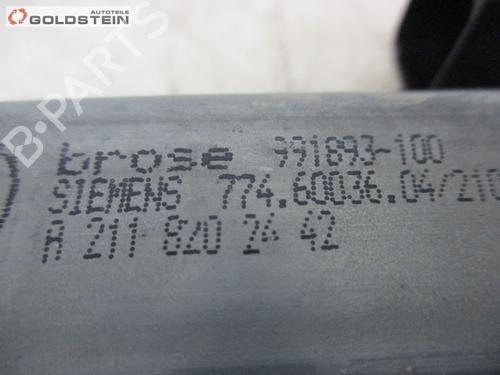 AUTOTEILE
GOLDSTEIN
brose 991893-100
SIEMENS 774.60036.04/210
A 211 820 24 42
B-PARTS